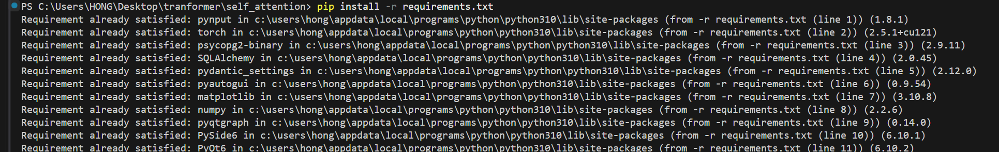 PS C:\Users\HONG\Desktop\tranformer\self_attention> pip install -r requirements.txt
Requirement already satisfied: pynput in c:\users\hong\appdata\local\programs\python\python310\lib\site-packages (from -r requirements.txt (line 1)) (1.8.1)
Requirement already satisfied: torch in c:\users\hong\appdata\local\programs\python\python310\lib\site-packages (from -r requirements.txt (line 2)) (2.5.1+cu121)
Requirement already satisfied: psycopg2-binary in c:\users\hong\appdata\local\programs\python\python310\lib\site-packages (from -r requirements.txt (line 3)) (2.9.11)
Requirement already satisfied: SQLAlchemy in c:\users\hong\appdata\local\programs\python\python310\lib\site-packages (from -r requirements.txt (line 4)) (2.0.45)
Requirement already satisfied: pydantic_settings in c:\users\hong\appdata\local\programs\python\python310\lib\site-packages (from -r requirements.txt (line 5)) (2.12.0)
Requirement already satisfied: pyautogui in c:\users\hong\appdata\local\programs\python\python310\lib\site-packages (from -r requirements.txt (line 6)) (0.9.54)
Requirement already satisfied: matplotlib in c:\users\hong\appdata\local\programs\python\python310\lib\site-packages (from -r requirements.txt (line 7)) (3.10.8)
Requirement already satisfied: numpy in c:\users\hong\appdata\local\programs\python\python310\lib\site-packages (from -r requirements.txt (line 8)) (2.2.6)
Requirement already satisfied: pyqtgraph in c:\users\hong\appdata\local\programs\python\python310\lib\site-packages (from -r requirements.txt (line 9)) (0.14.0)
Requirement already satisfied: PySide6 in c:\users\hong\appdata\local\programs\python\python310\lib\site-packages (from -r requirements.txt (line 10)) (6.10.1)
Requirement already satisfied: PyQt6 in c:\users\hong\appdata\local\programs\python\python310\lib\site-packages (from -r requirements.txt (line 11)) (6.10.2)